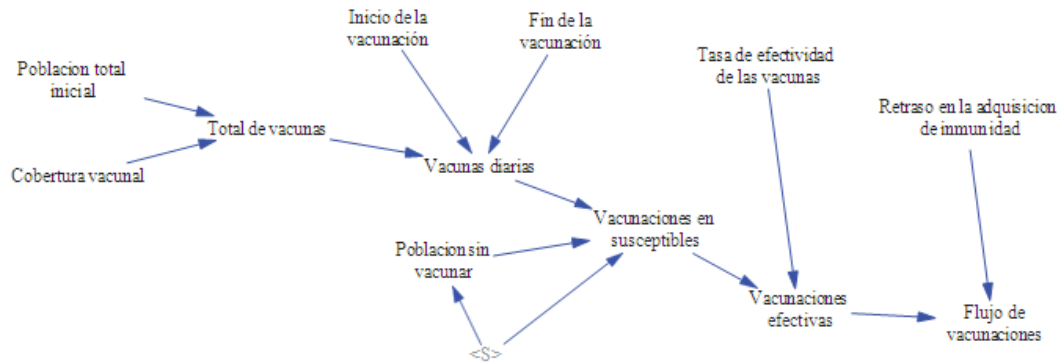 Inicio de la
vacunación
Fin de la
vacunación
Poblacion total
inicial
Tasa de efectividad
de las vacunas
Retraso en la adquisicion
de inmunidad
Total de vacunas
Cobertura vacunal
Vacunas diarias
Vacunaciones en
susceptibles
Poblacion sin
vacunar
Vacunaciones
efectivas
Flujo de
vacunaciones
<S>